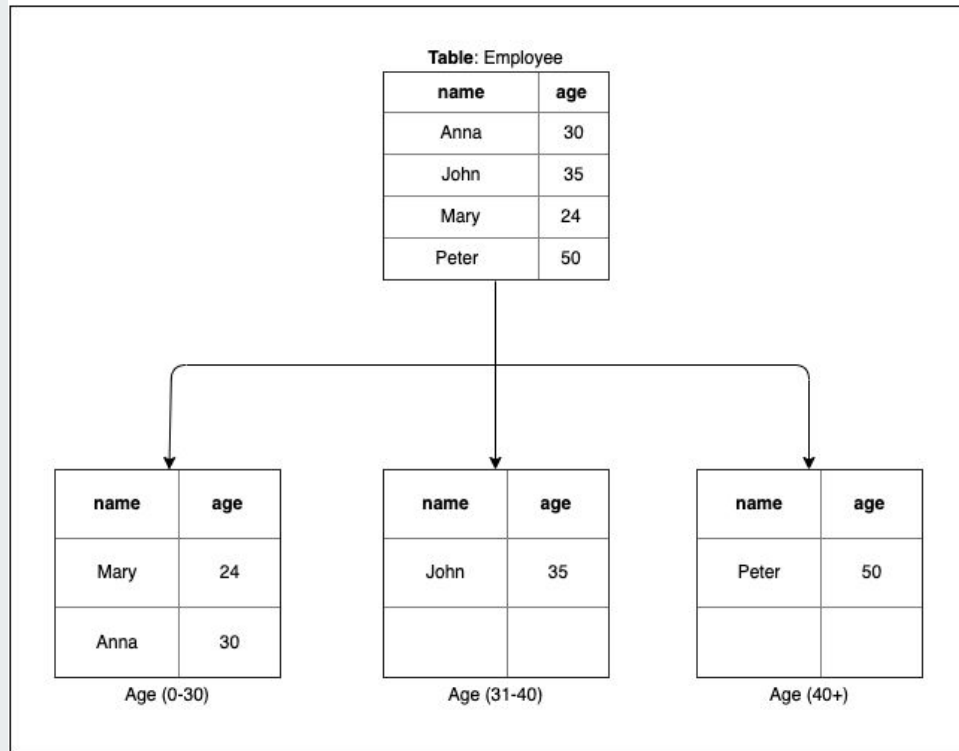 Table: Employee
name age
Anna 30
John 35
Mary 24
Peter 50
name age
Mary 24
Anna 30
Age (0-30)
name age
John 35
Age (31-40)
name age
Peter 50
Age (40+)